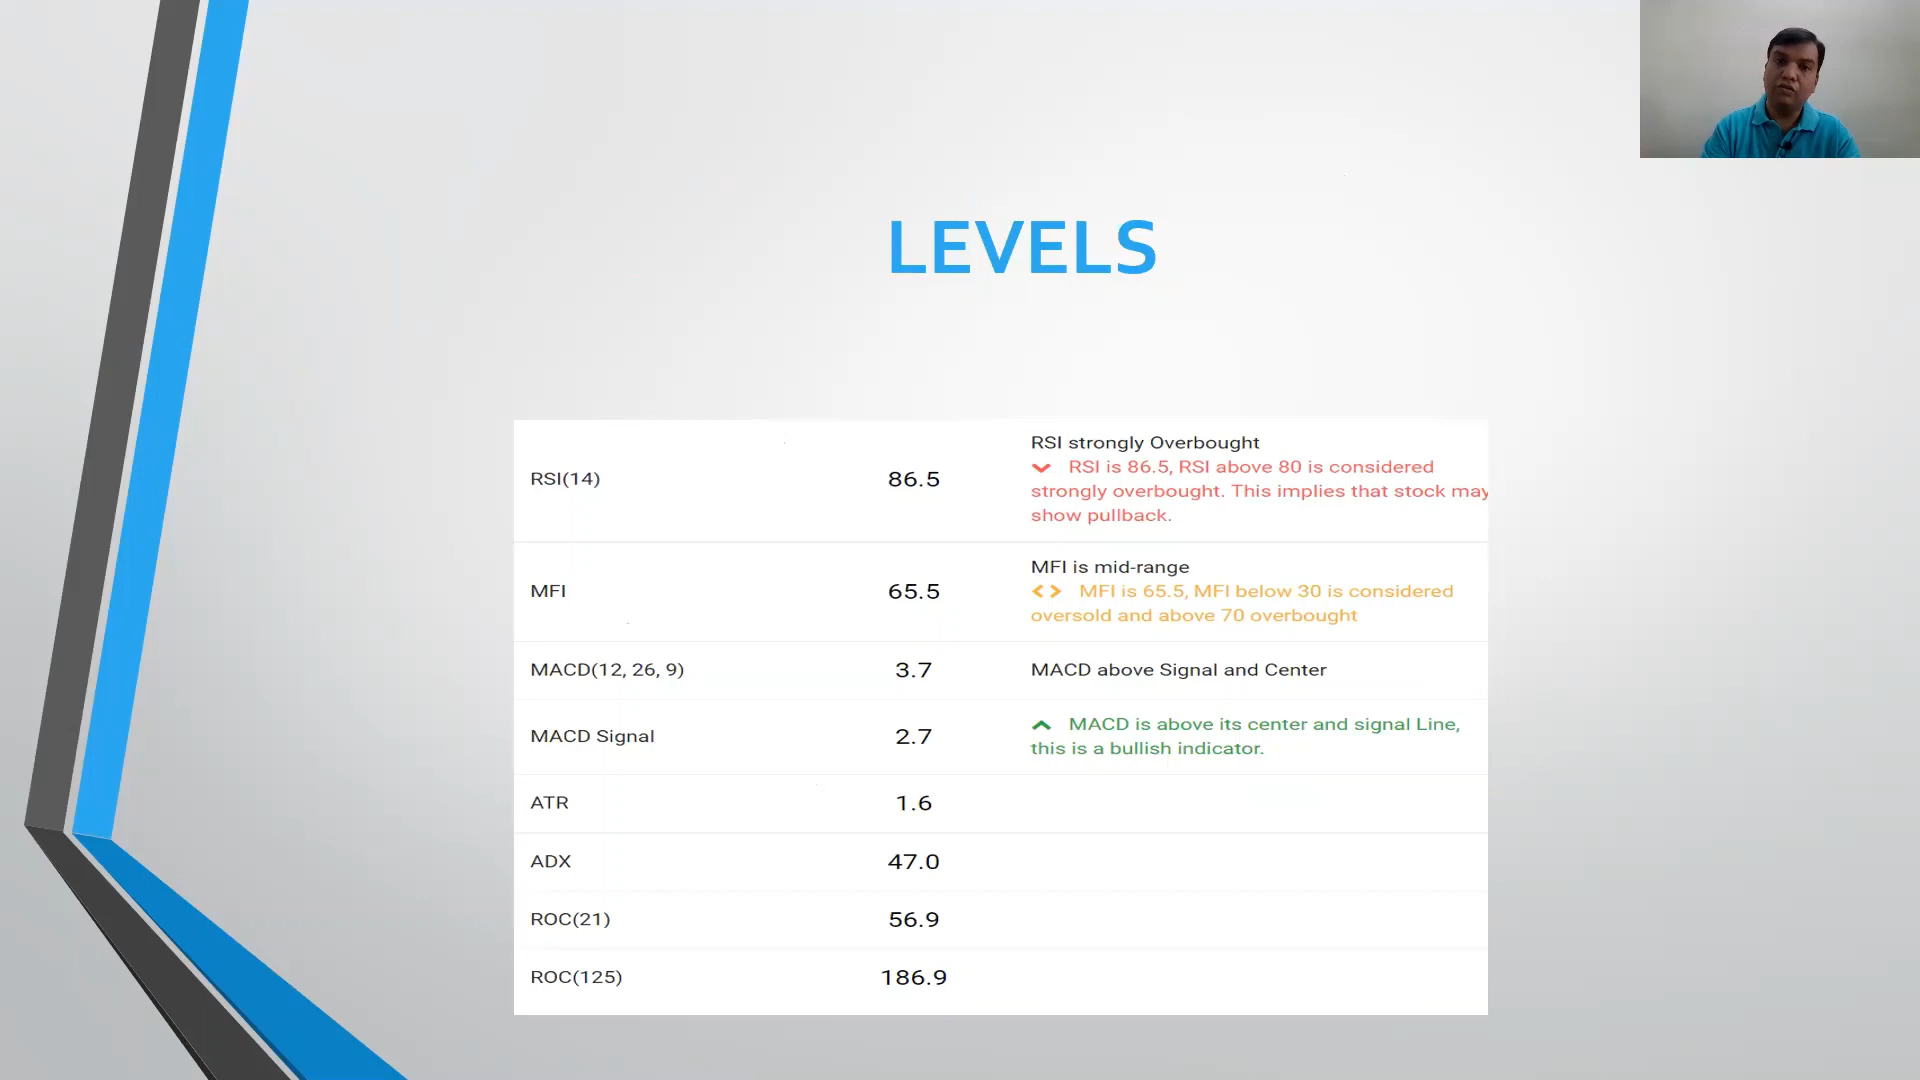 LEVELS
RSI(14)
86.5
RSI strongly Overbought
RSI is 86.5, RSI above 80 is considered
strongly overbought. This implies that stock may
show pullback.
MFI
65.5
MFI is mid-range
MFI is 65.5, MFI below 30 is considered
oversold and above 70 overbought
MACD(12, 26, 9)
3.7
MACD above Signal and Center
MACD Signal
2.7
MACD is above its center and signal Line,
this is a bullish indicator.
ATR
1.6
ADX
47.0
ROC(21)
56.9
ROC(125)
186.9